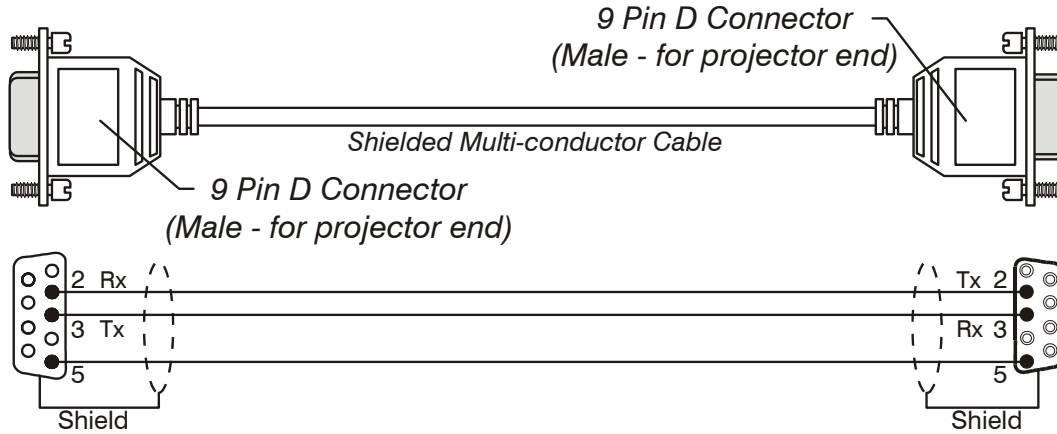 9 Pin D Connector
(Male - for projector end)
Shielded Multi-conductor Cable
9 Pin D Connector
(Male - for projector end)
2 Rx
Tx 2
3 Tx
Rx 3
5
5
Shield
Shield